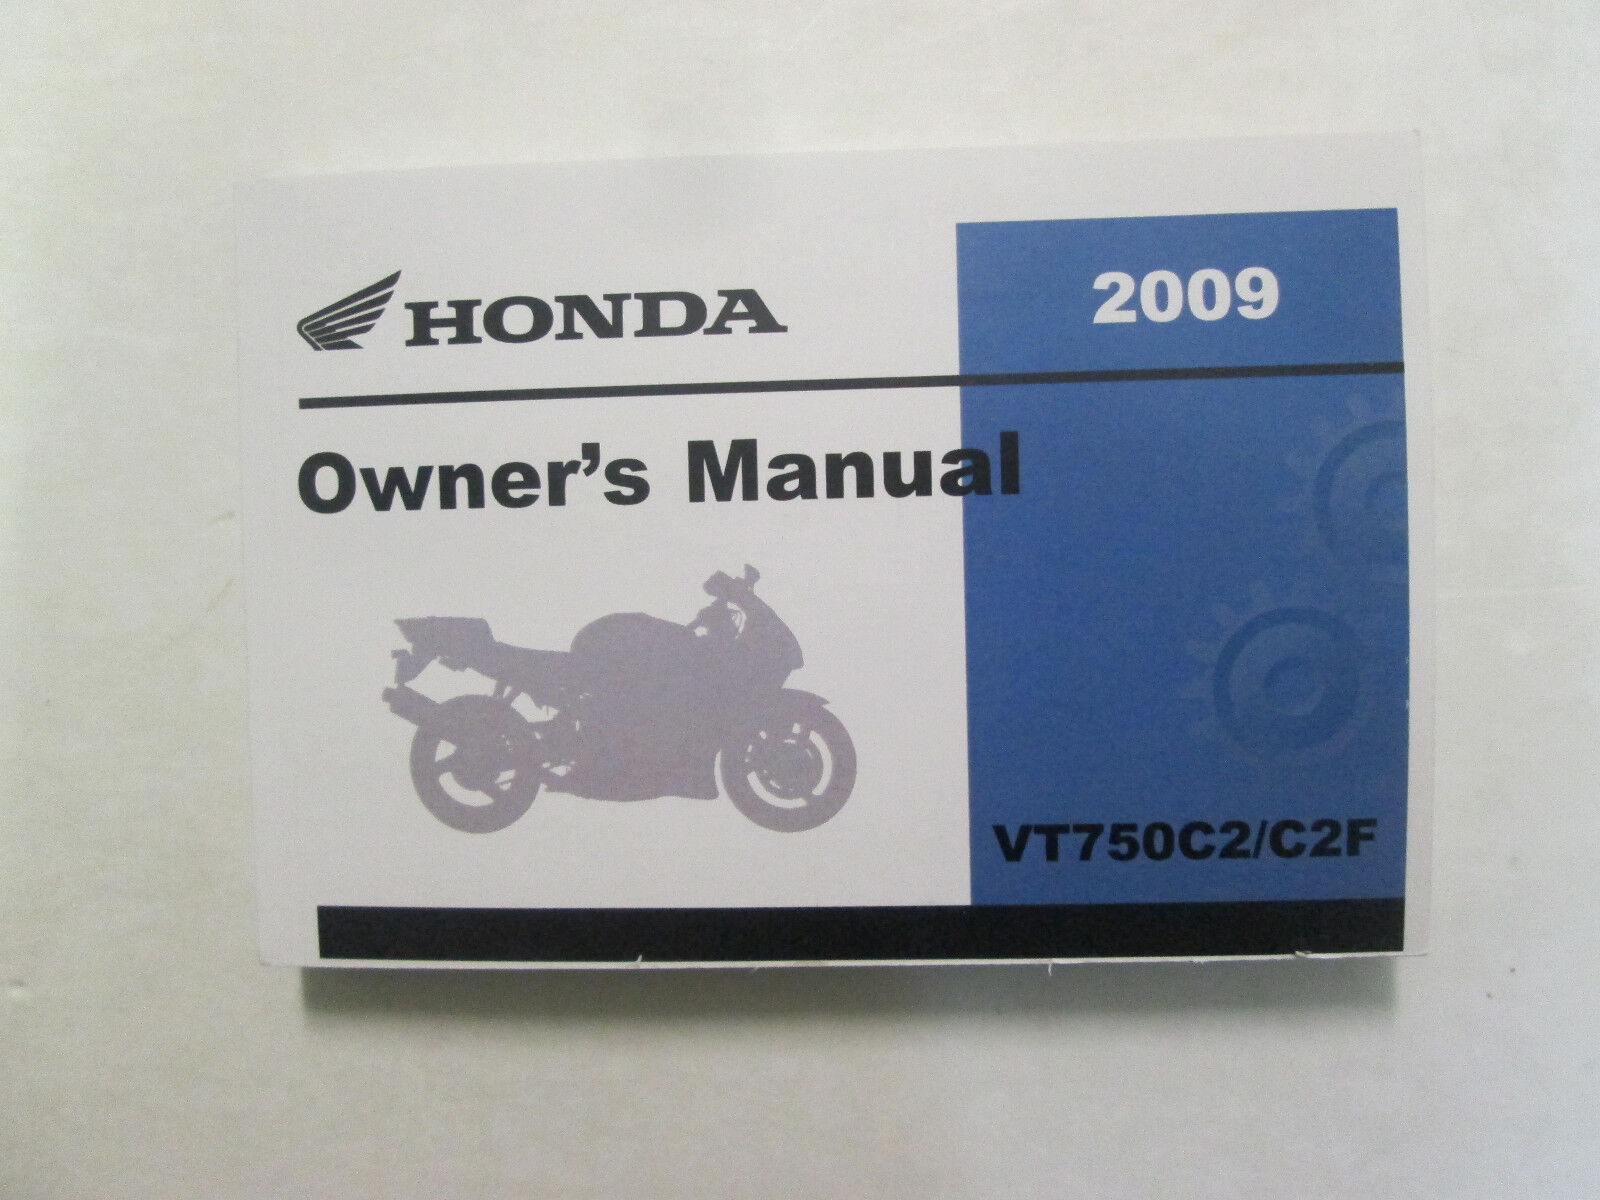 HONDA
2009
Owner's Manual
VT750C2/C2F